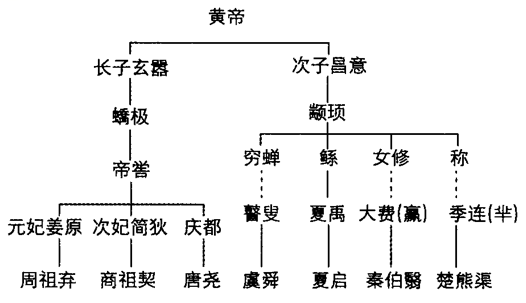 黄帝
长子玄嚣 次子昌意
蟜极 颛顼
穷蝉 鲧 女修 称
帝喾
瞽叟 夏禹 大费(嬴) 季连(芈)
元妃姜原 次妃简狄 庆都
周祖弃 商祖契 唐尧 虞舜 夏启 秦伯翳 楚熊渠